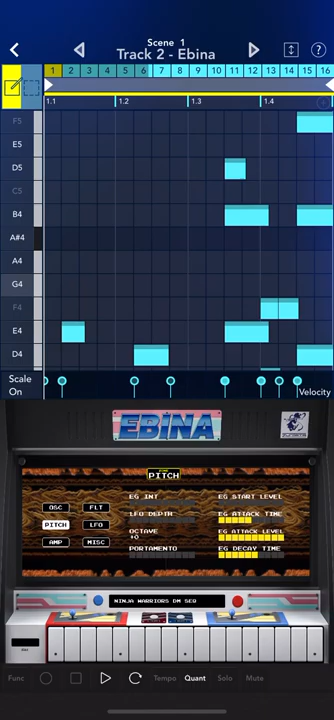 Scene 1
Track 2 - Ebina
1 2 3 4 5 6 7 8 9 10 11 12 13 14 15 16
1.1 1.2 1.3 1.4
F5
E5
D5
C5
B4
A#4
A4
G4
F4
E4
D4
Scale On
Velocity
EBINA
PITCH
OSC FLT
PITCH LFO
AMP MISC
EG INT
LFO DEPTH
OCTAVE
+0
PORTAMENTO
EG START LEVEL
EG ATTACK TIME
EG ATTACK LEVEL
EG DECAY TIME
NINJA WARRIORS DM SEQ
Func Tempo Quant Solo Mute